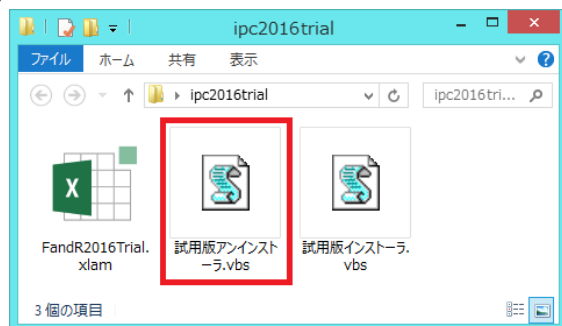 ipc2016trial
ファイル ホーム 共有 表示
ipc2016trial ipc2016tri...
FandR2016Trial.
xlam
試用版アンインスト
ーラ.vbs
試用版インストーラ.
vbs
3 個の項目